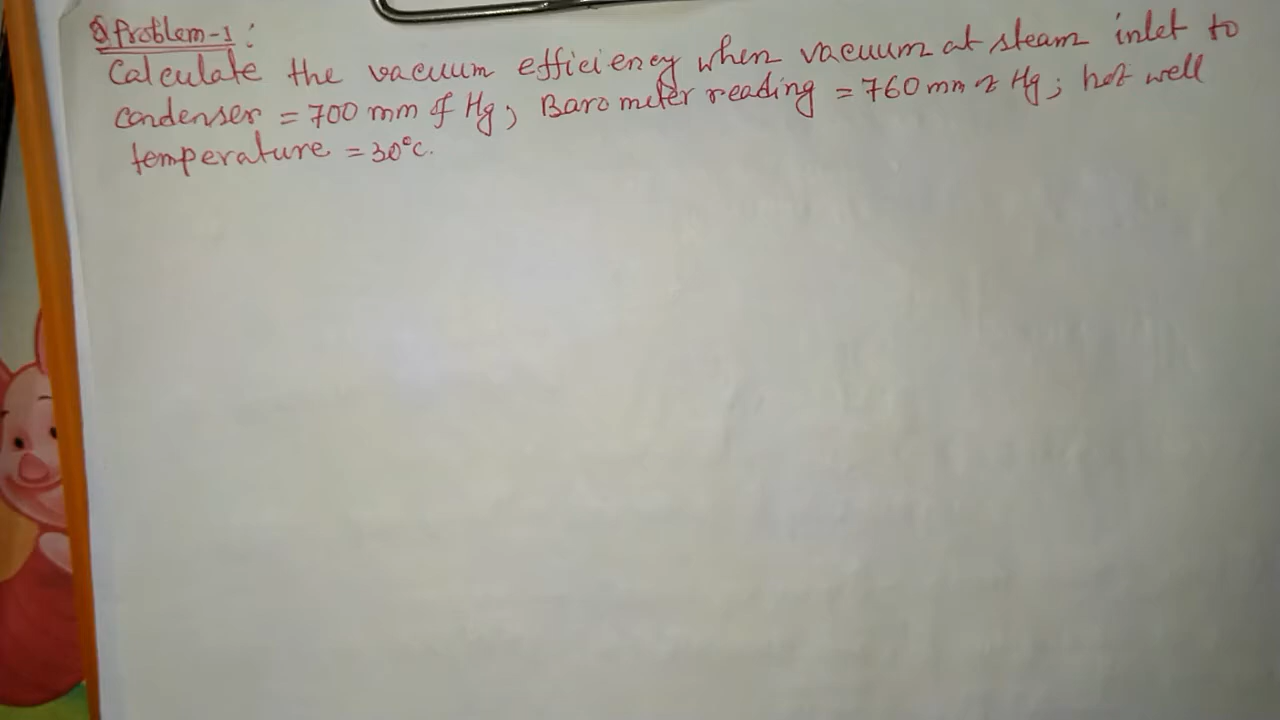 Problem-1:
Calculate the vacuum efficiency when vacuum at steam inlet to
condenser = 700 mm of Hg; Barometer reading = 760 mm of Hg; hot well
temperature = 30°C.